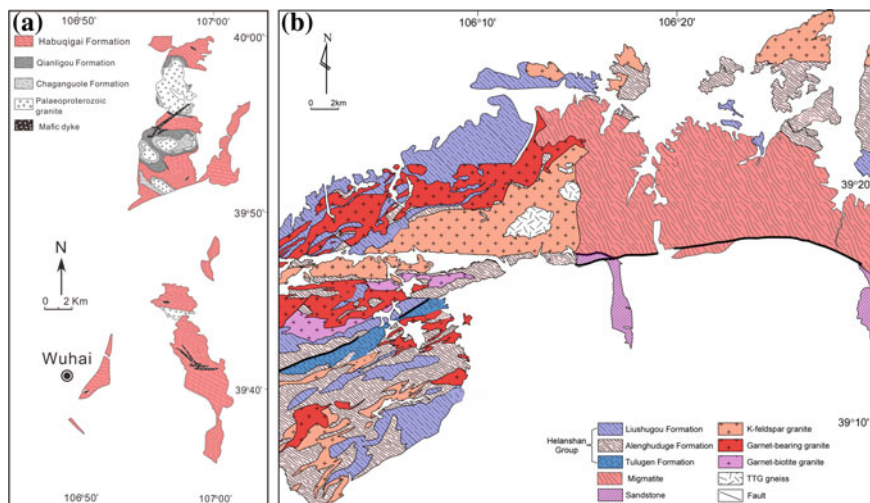 (a)
106°50'
107°00'
40°00'
Habuqigai Formation
Qianligou Formation
Chaganguole Formation
Palaeoproterozoic
granite
Mafic dyke
39°50'
N
0 2 Km
Wuhai
39°40'
106°50'
107°00'
(b)
106°10'
106°20'
0 2km
39°20'
39°10'
Helanshan
Group
Liushugou Formation
Alenghuduge Formation
Tulugen Formation
Migmatite
Sandstone
K-feldspar granite
Garnet-bearing granite
Garnet-biotite granite
TTG gneiss
Fault